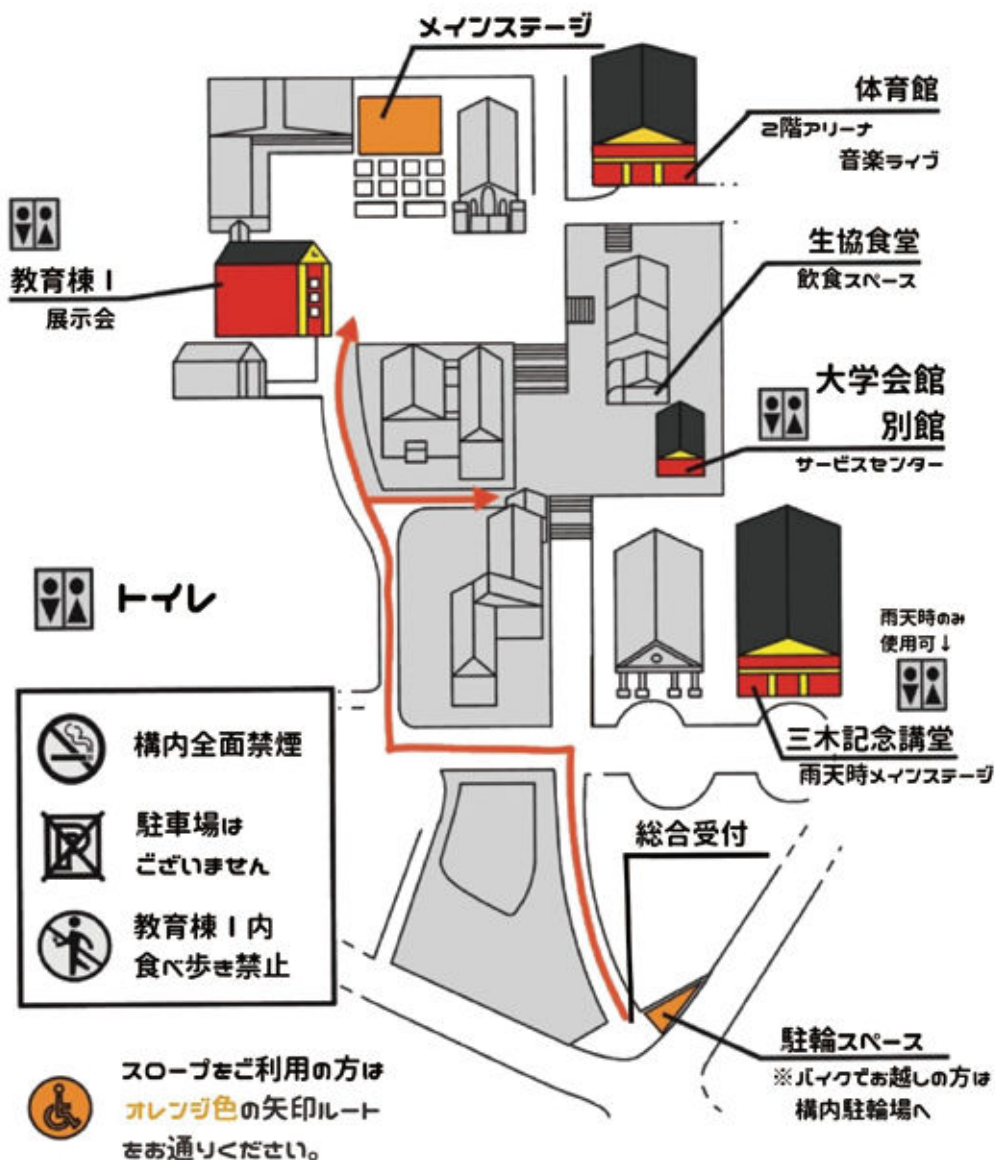 メインステージ
体育館
2階アリーナ
音楽ライブ
生協食堂
飲食スペース
教育棟Ⅰ
展示会
大学会館
別館
サービスセンター
トイレ
雨天時のみ
使用可↓
三木記念講堂
雨天時メインステージ
構内全面禁煙
駐車場は
ございません
教育棟Ⅰ内
食べ歩き禁止
総合受付
駐輪スペース
※バイクでお越しの方は
構内駐輪場へ
スロープをご利用の方は
オレンジ色の矢印ルート
をお通りください。